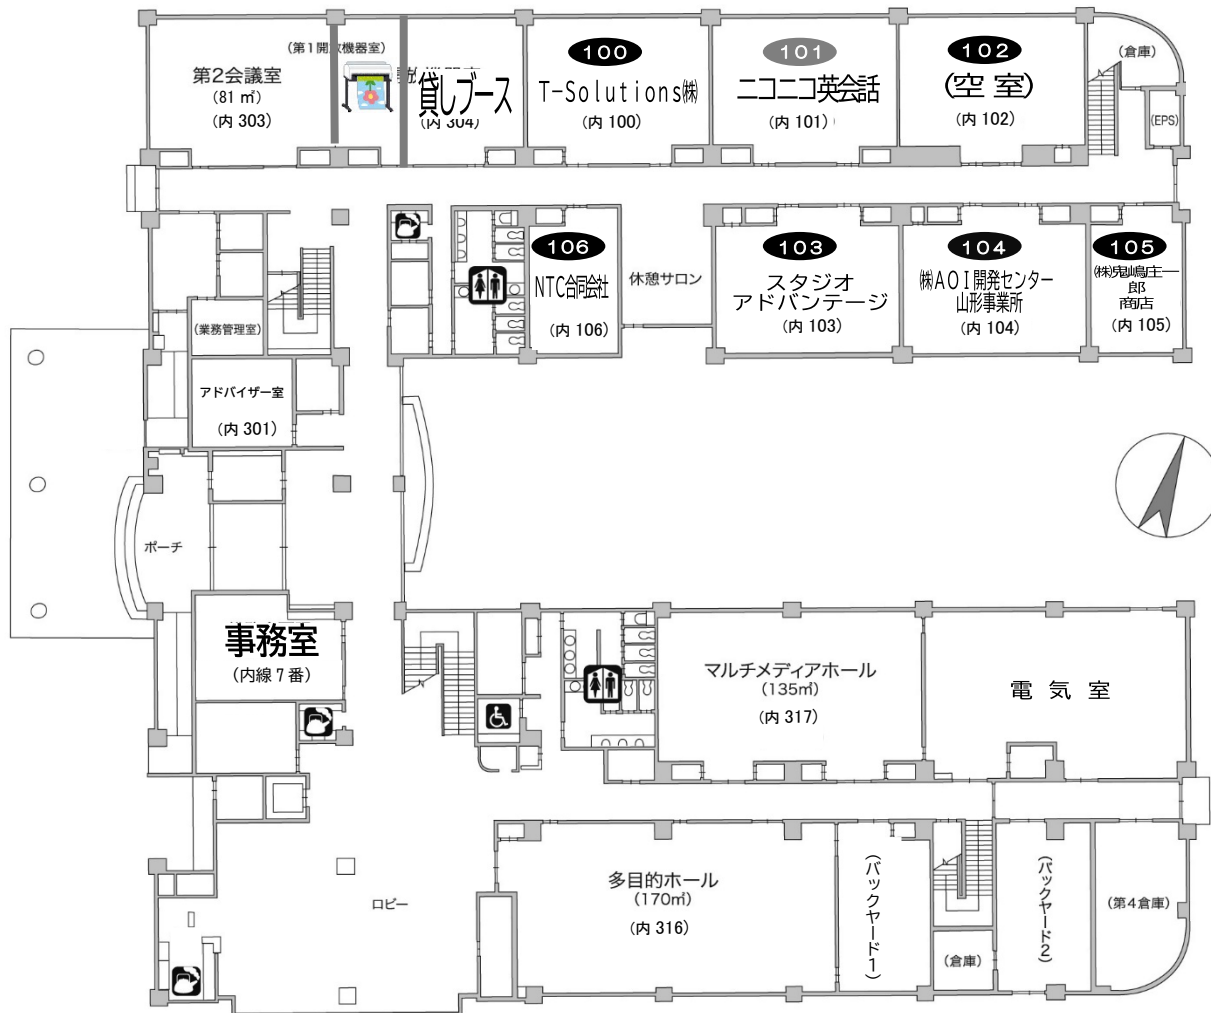 (第1開放機器室)
第2会議室
(81 ㎡)
(内 303)
貸しブース
(内 304)
100
T-Solutions㈱
(内 100)
101
ニコニコ英会話
(内 101)
102
(空 室)
(内 102)
(倉庫)
(EPS)
106
NTC合同会社
(内 106)
休憩サロン
103
スタジオ
アドバンテージ
(内 103)
104
㈱AOI開発センター
山形事業所
(内 104)
105
㈱鬼嶋庄一
郎
商店
(内 105)
(業務管理室)
アドバイザー室
(内 301)
ポーチ
事務室
(内線 7 番)
マルチメディアホール
(135㎡)
(内 317)
電 気 室
ロビー
多目的ホール
(170㎡)
(内 316)
(バックヤード1)
(倉庫)
(バックヤード2)
(第4倉庫)